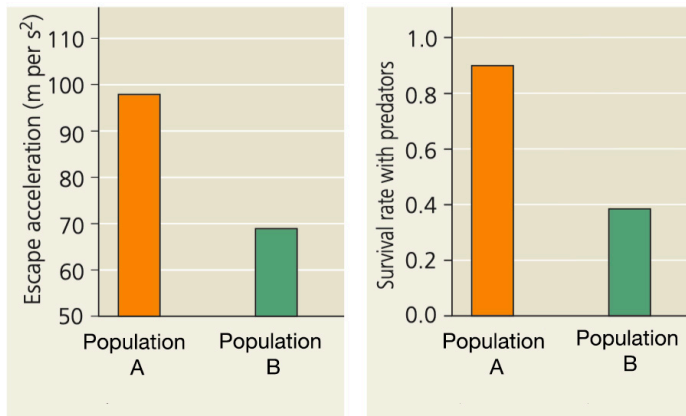 Escape acceleration (m per s²)
110
100
90
80
70
60
50
Population
A
Population
B
Survival rate with predators
1.0
0.8
0.6
0.4
0.2
0.0
Population
A
Population
B